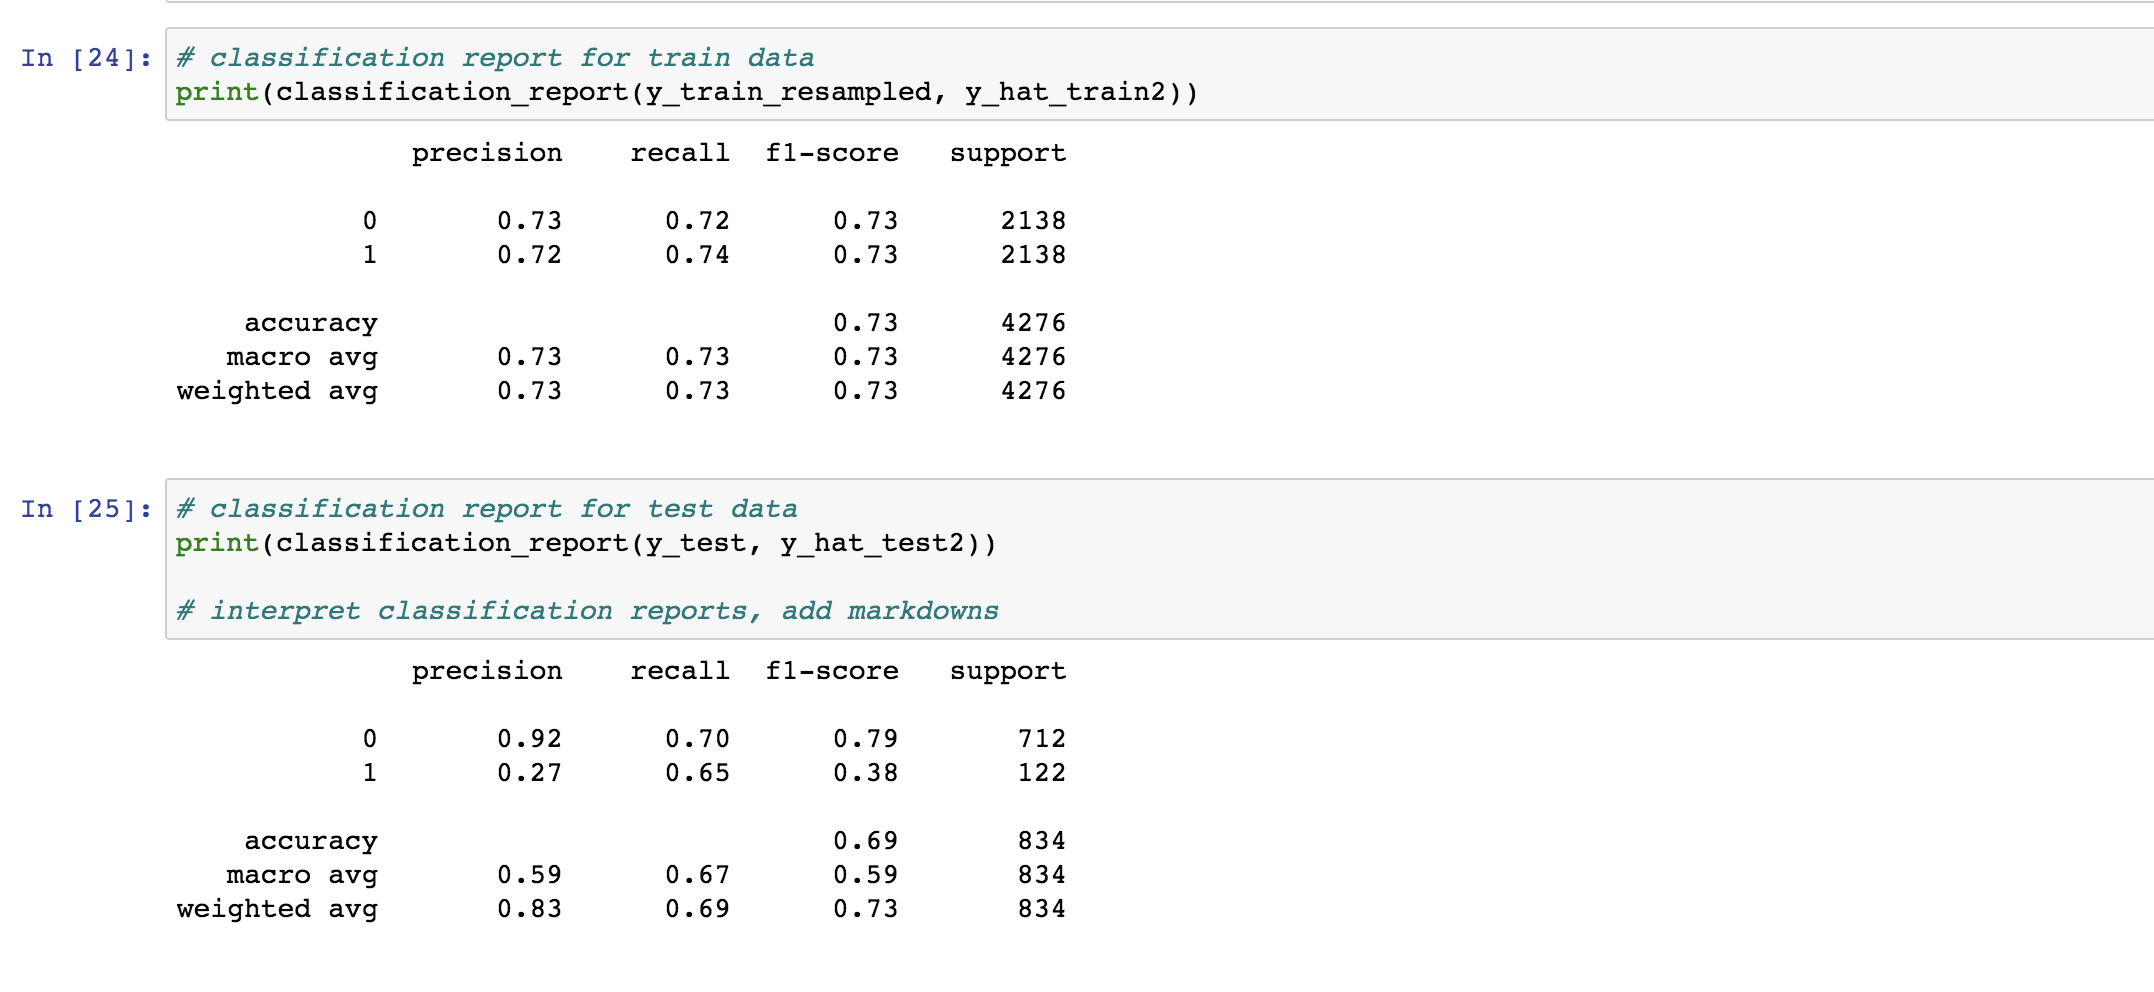 In [24]: # classification report for train data
print(classification_report(y_train_resampled, y_hat_train2))
precision recall f1-score support
0 0.73 0.72 0.73 2138
1 0.72 0.74 0.73 2138
accuracy 0.73 4276
macro avg 0.73 0.73 0.73 4276
weighted avg 0.73 0.73 0.73 4276
In [25]: # classification report for test data
print(classification_report(y_test, y_hat_test2))
# interpret classification reports, add markdowns
precision recall f1-score support
0 0.92 0.70 0.79 712
1 0.27 0.65 0.38 122
accuracy 0.69 834
macro avg 0.59 0.67 0.59 834
weighted avg 0.83 0.69 0.73 834